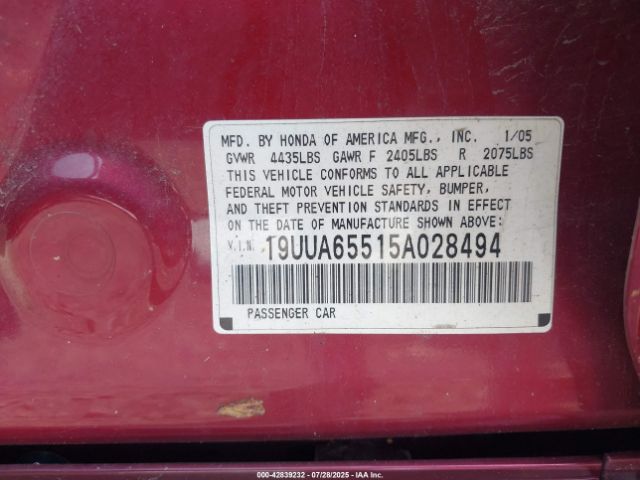 MFD. BY HONDA OF AMERICA MFG., INC. 1/05
GVWR 4435LBS GAWR F 2405LBS R 2075LBS
THIS VEHICLE CONFORMS TO ALL APPLICABLE
FEDERAL MOTOR VEHICLE SAFETY, BUMPER,
AND THEFT PREVENTION STANDARDS IN EFFECT
ON THE DATE OF MANUFACTURE SHOWN ABOVE:
V.I.N: 19UUA65515A028494
PASSENGER CAR
000-42839232 - 07/28/2025 - IAA Inc.